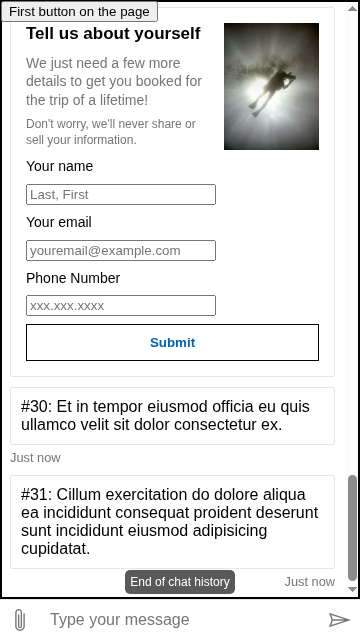 First button on the page
Tell us about yourself
We just need a few more
details to get you booked for
the trip of a lifetime!
Don't worry, we'll never share or
sell your information.
Your name
Last, First
Your email
youremail@example.com
Phone Number
xxx.xxx.xxxx
Submit
#30: Et in tempor eiusmod officia eu quis
ullamco velit sit dolor consectetur ex.
Just now
#31: Cillum exercitation do dolore aliqua
ea incididunt consequat proident deserunt
sunt incididunt eiusmod adipisicing
cupidatat.
End of chat history
Just now
Type your message